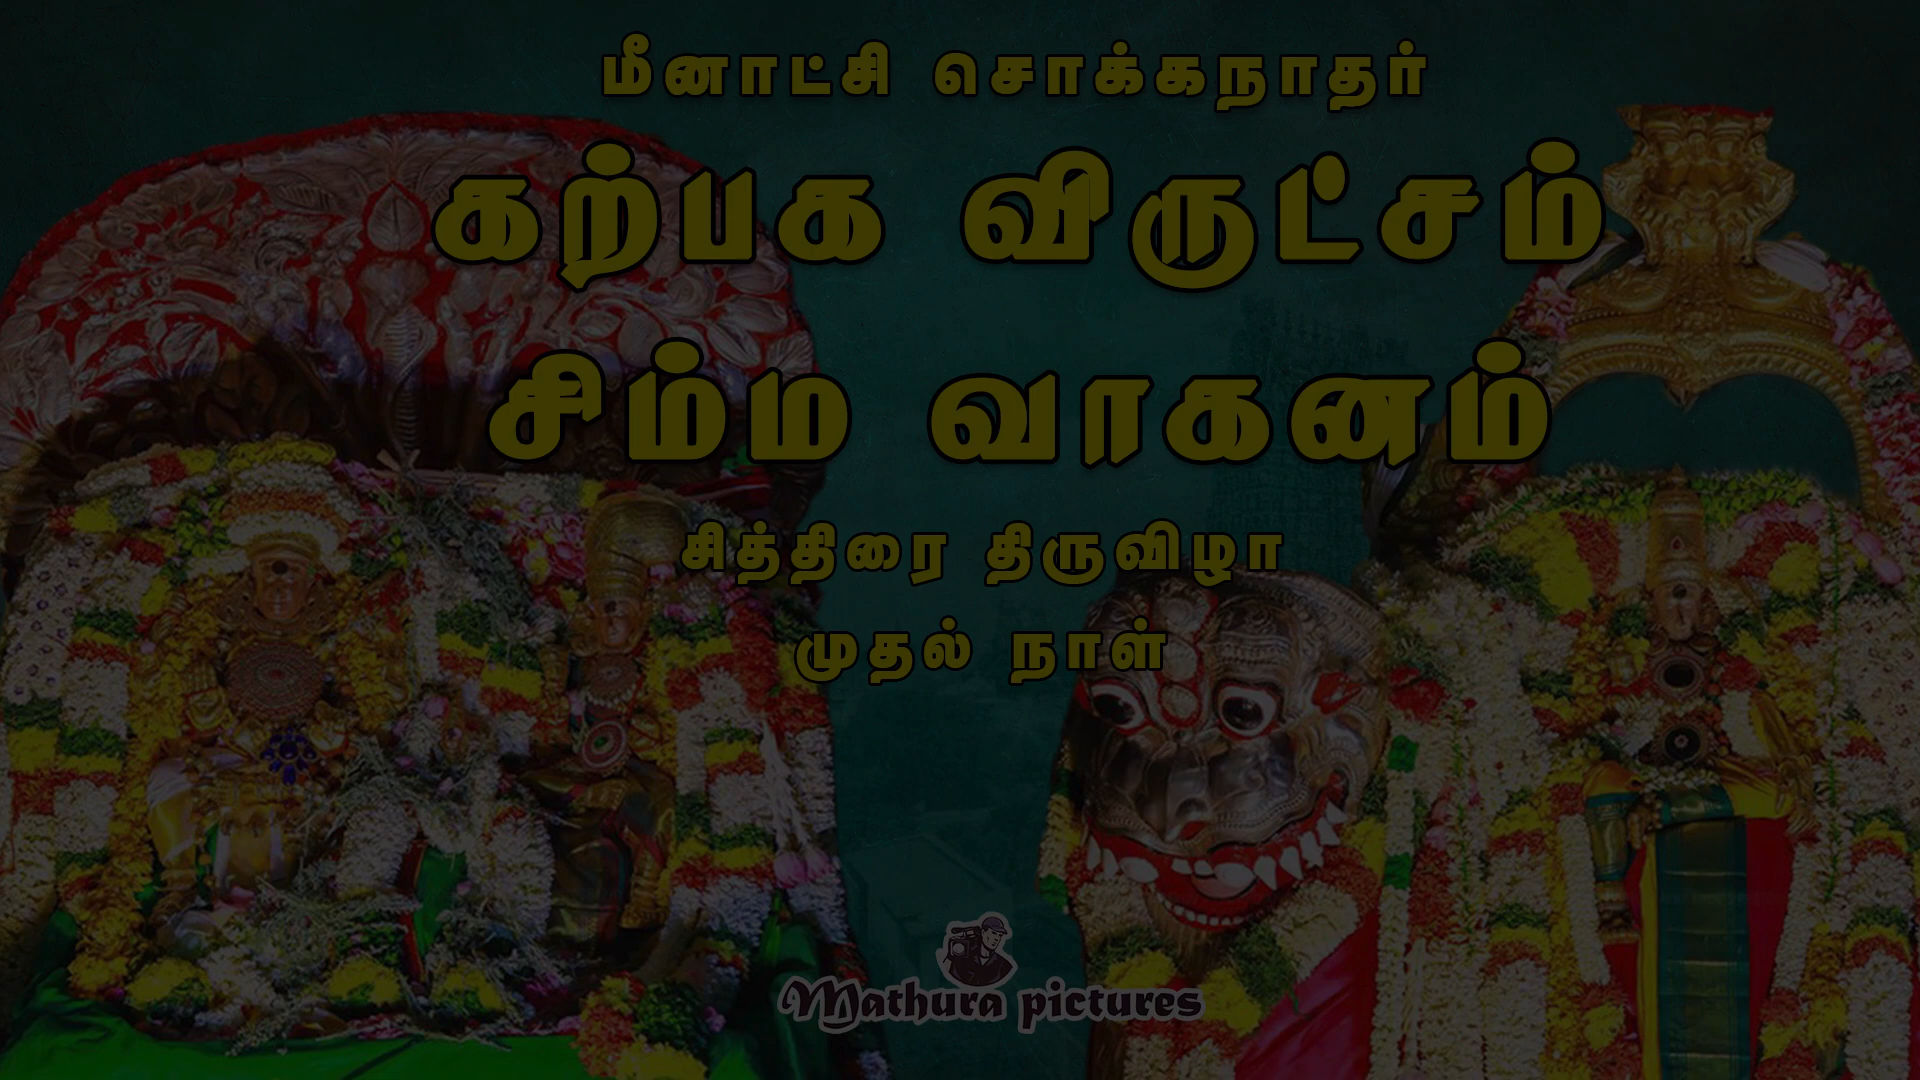 மீனாட்சி சொக்கநாதர்
கற்பக விருட்சம்
சிம்ம வாகனம்
சித்திரை திருவிழா
முதல் நாள்
Mathura pictures